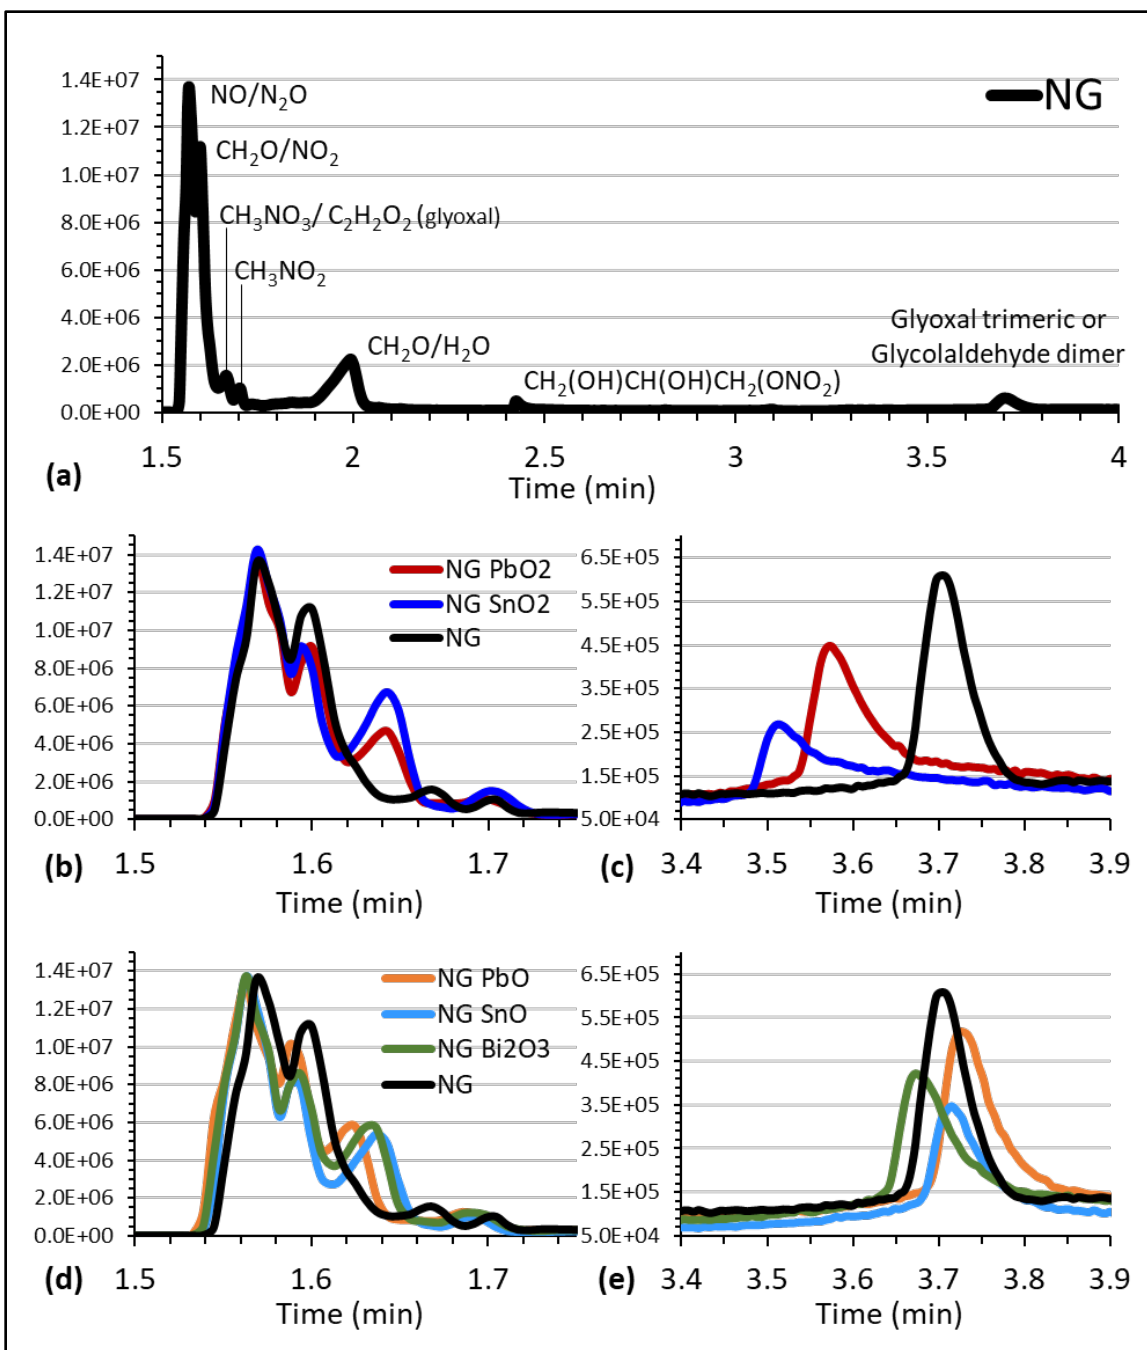 1.4E+07
1.2E+07
1.0E+07
8.0E+06
6.0E+06
4.0E+06
2.0E+06
0.0E+00
NO/N₂O
CH₂O/NO₂
CH₃NO₃/ C₂H₂O₂ (glyoxal)
CH₃NO₂
CH₂O/H₂O
CH₂(OH)CH(OH)CH₂(ONO₂)
Glyoxal trimeric or
Glycolaldehyde dimer
NG
1.5 2 2.5 3 3.5 4
(a) Time (min)
1.4E+07
1.2E+07
1.0E+07
8.0E+06
6.0E+06
4.0E+06
2.0E+06
0.0E+00
NG PbO2
NG SnO2
NG
1.5 1.6 1.7
(b) Time (min)
6.5E+05
5.5E+05
4.5E+05
3.5E+05
2.5E+05
1.5E+05
5.0E+04
3.4 3.5 3.6 3.7 3.8 3.9
(c) Time (min)
1.4E+07
1.2E+07
1.0E+07
8.0E+06
6.0E+06
4.0E+06
2.0E+06
0.0E+00
NG PbO
NG SnO
NG Bi2O3
NG
1.5 1.6 1.7
(d) Time (min)
6.5E+05
5.5E+05
4.5E+05
3.5E+05
2.5E+05
1.5E+05
5.0E+04
3.4 3.5 3.6 3.7 3.8 3.9
(e) Time (min)